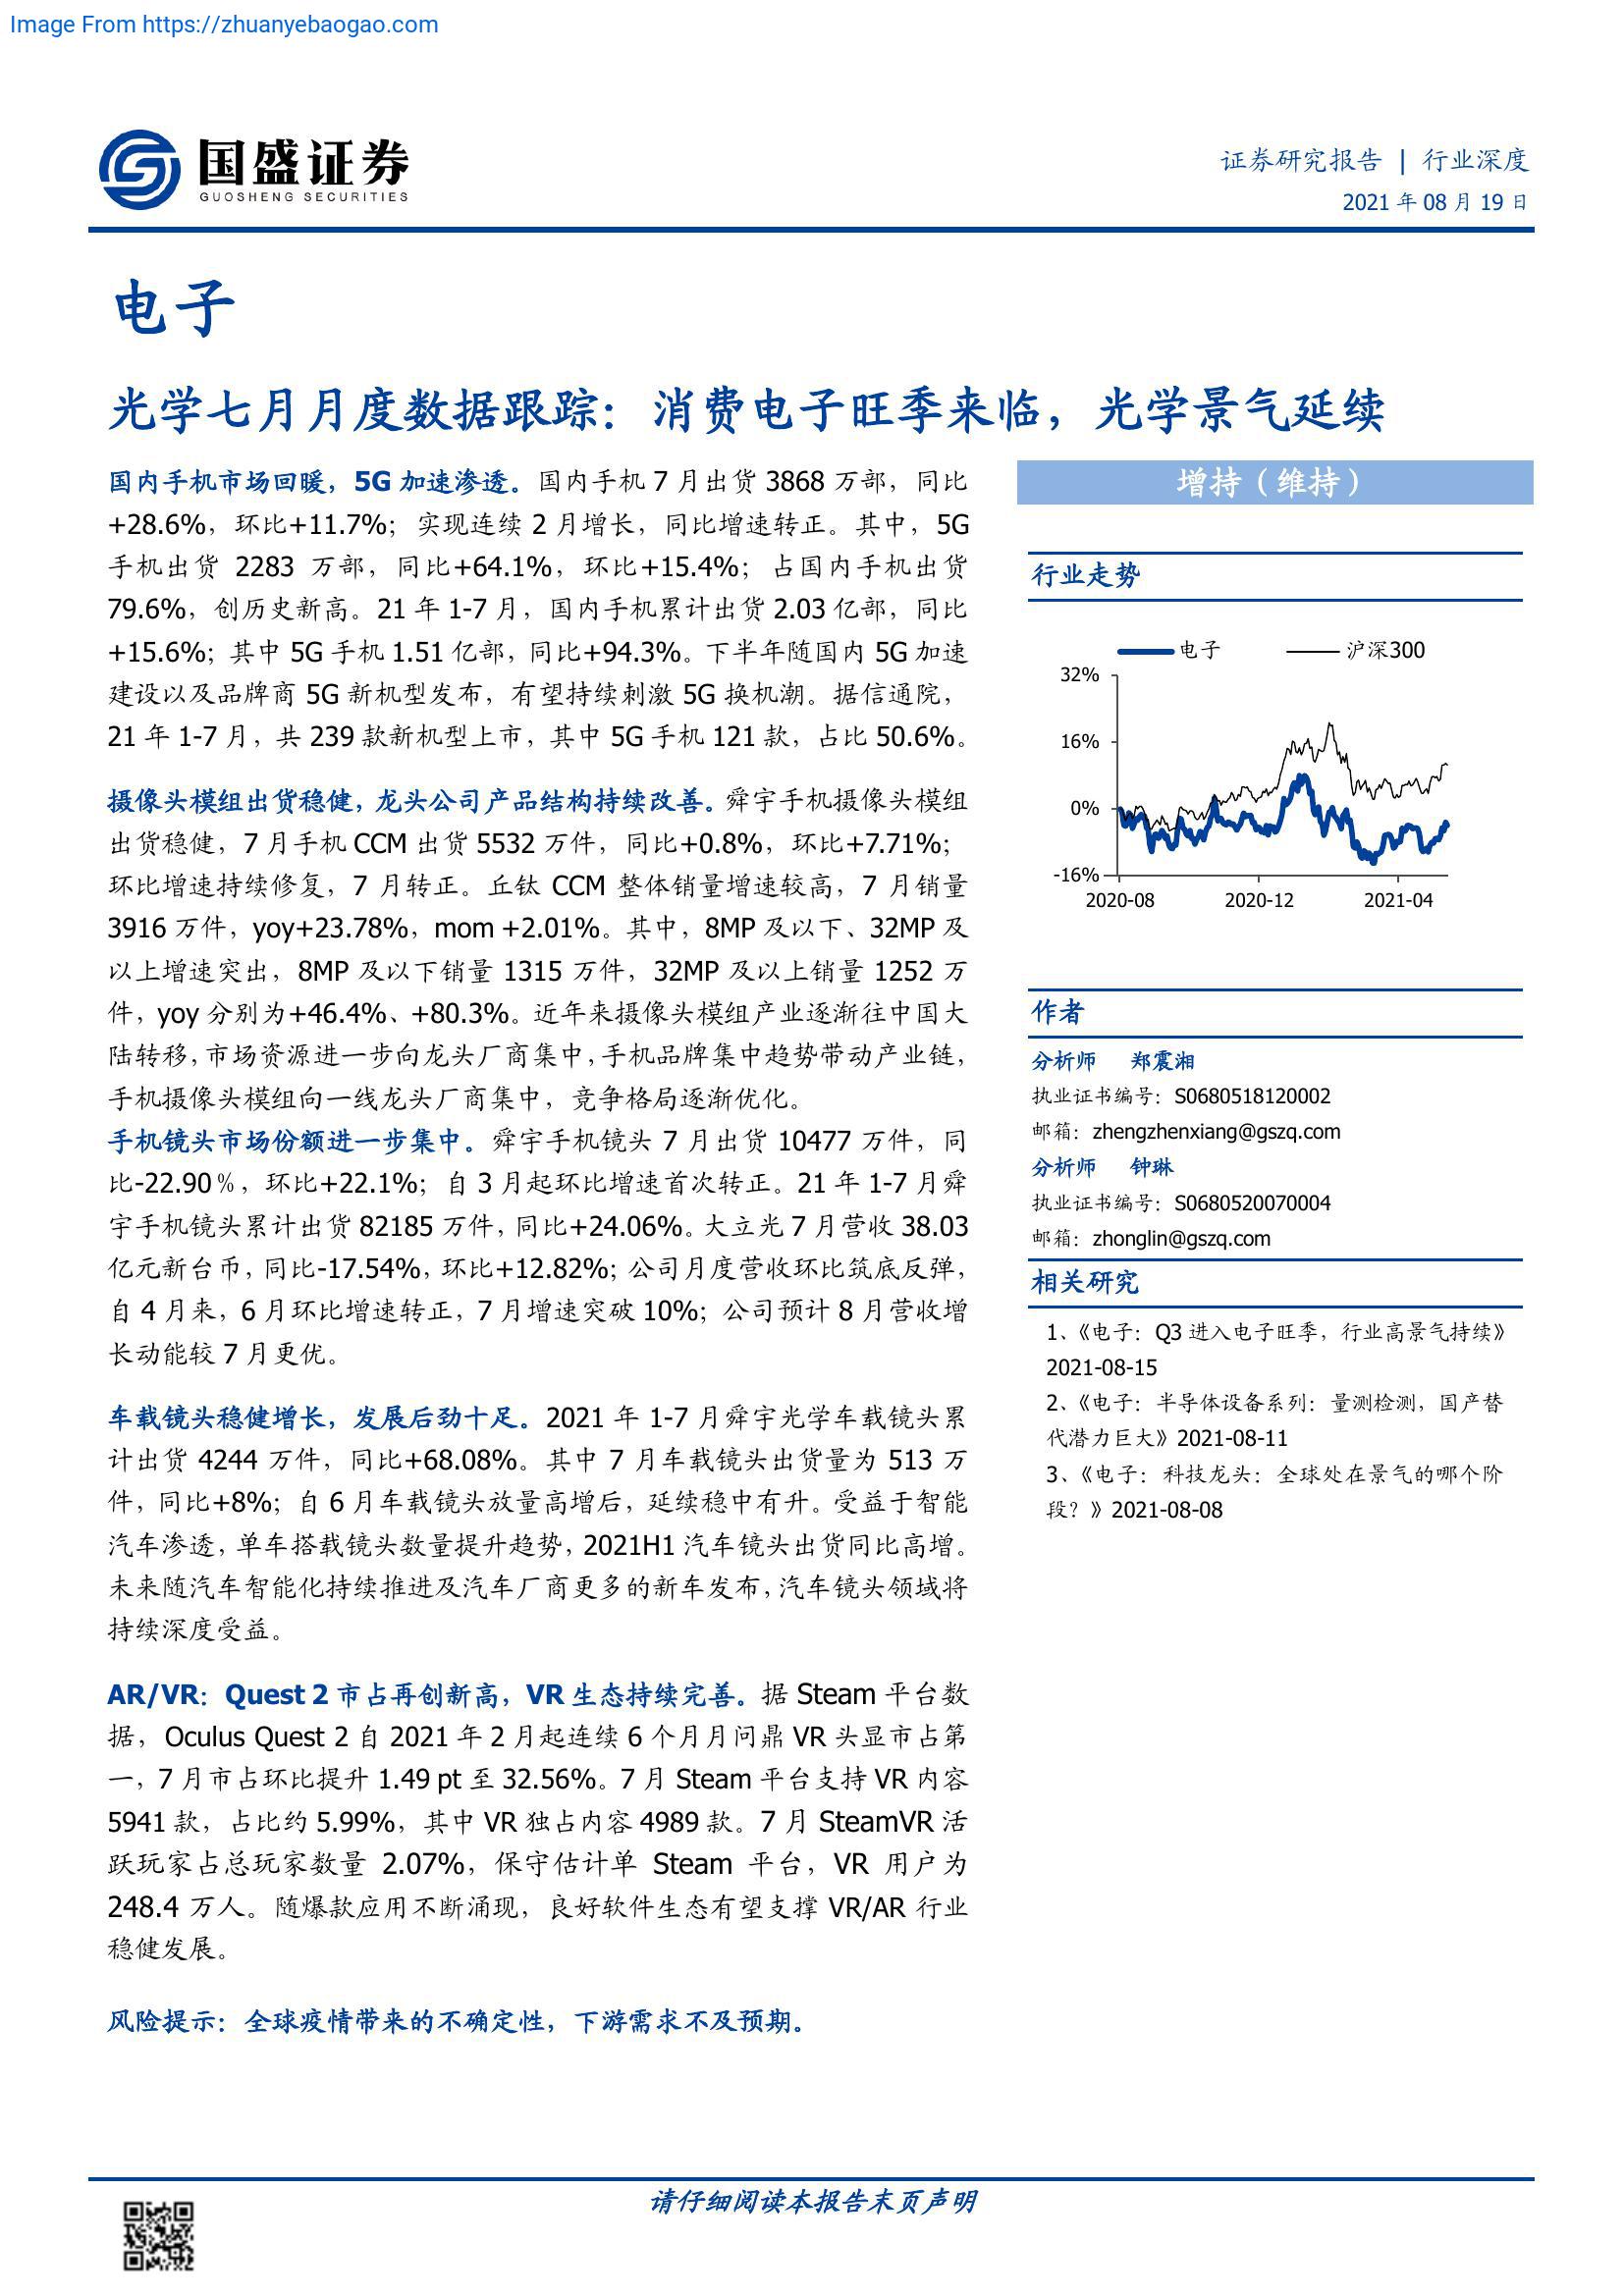 Image From https://zhuanyebaogao.com
国盛证券
GUOSHENG SECURITIES
证券研究报告 | 行业深度
2021 年 08 月 19 日
电子
光学七月月度数据跟踪：消费电子旺季来临，光学景气延续
国内手机市场回暖，5G 加速渗透。国内手机 7 月出货 3868 万部，同比
+28.6%，环比+11.7%；实现连续 2 月增长，同比增速转正。其中，5G
手机出货 2283 万部，同比+64.1%，环比+15.4%；占国内手机出货
79.6%，创历史新高。21 年 1-7 月，国内手机累计出货 2.03 亿部，同比
+15.6%；其中 5G 手机 1.51 亿部，同比+94.3%。下半年随国内 5G 加速
建设以及品牌商 5G 新机型发布，有望持续刺激 5G 换机潮。据信通院，
21 年 1-7 月，共 239 款新机型上市，其中 5G 手机 121 款，占比 50.6%。
摄像头模组出货稳健，龙头公司产品结构持续改善。舜宇手机摄像头模组
出货稳健，7 月手机 CCM 出货 5532 万件，同比+0.8%，环比+7.71%；
环比增速持续修复，7 月转正。丘钛 CCM 整体销量增速较高，7 月销量
3916 万件，yoy+23.78%，mom +2.01%。其中，8MP 及以下、32MP 及
以上增速突出，8MP 及以下销量 1315 万件，32MP 及以上销量 1252 万
件，yoy 分别为+46.4%、+80.3%。近年来摄像头模组产业逐渐往中国大
陆转移，市场资源进一步向龙头厂商集中，手机品牌集中趋势带动产业链，
手机摄像头模组向一线龙头厂商集中，竞争格局逐渐优化。
手机镜头市场份额进一步集中。舜宇手机镜头 7 月出货 10477 万件，同
比-22.90％，环比+22.1%；自 3 月起环比增速首次转正。21 年 1-7 月舜
宇手机镜头累计出货 82185 万件，同比+24.06%。大立光 7 月营收 38.03
亿元新台币，同比-17.54%，环比+12.82%；公司月度营收环比筑底反弹，
自 4 月来，6 月环比增速转正，7 月增速突破 10%；公司预计 8 月营收增
长动能较 7 月更优。
车载镜头稳健增长，发展后劲十足。2021 年 1-7 月舜宇光学车载镜头累
计出货 4244 万件，同比+68.08%。其中 7 月车载镜头出货量为 513 万
件，同比+8%；自 6 月车载镜头放量高增后，延续稳中有升。受益于智能
汽车渗透，单车搭载镜头数量提升趋势，2021H1 汽车镜头出货同比高增。
未来随汽车智能化持续推进及汽车厂商更多的新车发布，汽车镜头领域将
持续深度受益。
AR/VR：Quest 2 市占再创新高，VR 生态持续完善。据 Steam 平台数
据，Oculus Quest 2 自 2021 年 2 月起连续 6 个月月问鼎 VR 头显市占第
一，7 月市占环比提升 1.49 pt 至 32.56%。7 月 Steam 平台支持 VR 内容
5941 款，占比约 5.99%，其中 VR 独占内容 4989 款。7 月 SteamVR 活
跃玩家占总玩家数量 2.07%，保守估计单 Steam 平台，VR 用户为
248.4 万人。随爆款应用不断涌现，良好软件生态有望支撑 VR/AR 行业
稳健发展。
风险提示：全球疫情带来的不确定性，下游需求不及预期。
增持（维持）
行业走势
电子 沪深300
32%
16%
0%
-16%
2020-08 2020-12 2021-04
作者
分析师 郑震湘
执业证书编号：S0680518120002
邮箱：zhengzhenxiang@gszq.com
分析师 钟琳
执业证书编号：S0680520070004
邮箱：zhonglin@gszq.com
相关研究
1、《电子：Q3 进入电子旺季，行业高景气持续》
2021-08-15
2、《电子：半导体设备系列：量测检测，国产替
代潜力巨大》2021-08-11
3、《电子：科技龙头：全球处在景气的哪个阶
段？》2021-08-08
请仔细阅读本报告末页声明